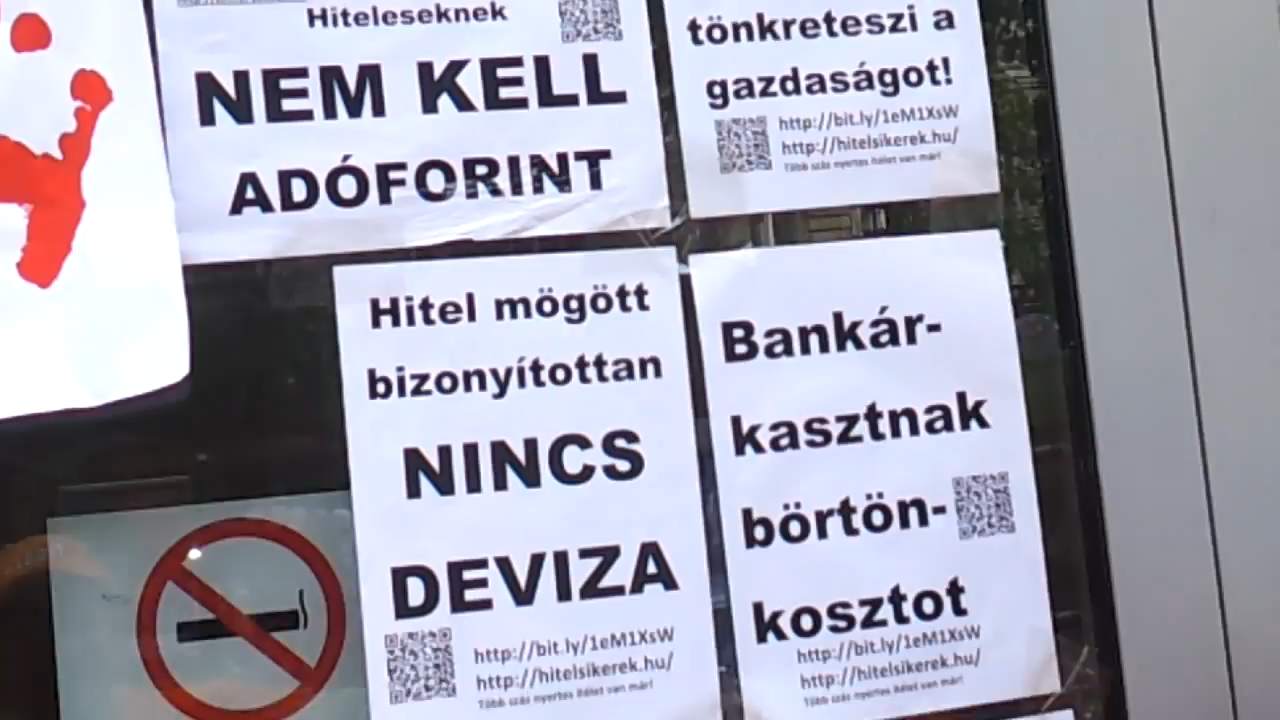 Hiteleseknek
NEM KELL
ADÓFORINT
tönkreteszi a
gazdaságot!
http://bit.ly/1eM1XsW
http://hitelsikerek.hu/
Több száz nyertes ítélet van már!
Hitel mögött
bizonyítottan
NINCS
DEVIZA
http://bit.ly/1eM1XsW
http://hitelsikerek.hu/
Több száz nyertes ítélet van már!
Bankár-
kasztnak
börtön-
kosztot
http://bit.ly/1eM1XsW
http://hitelsikerek.hu/
Több száz nyertes ítélet van már!